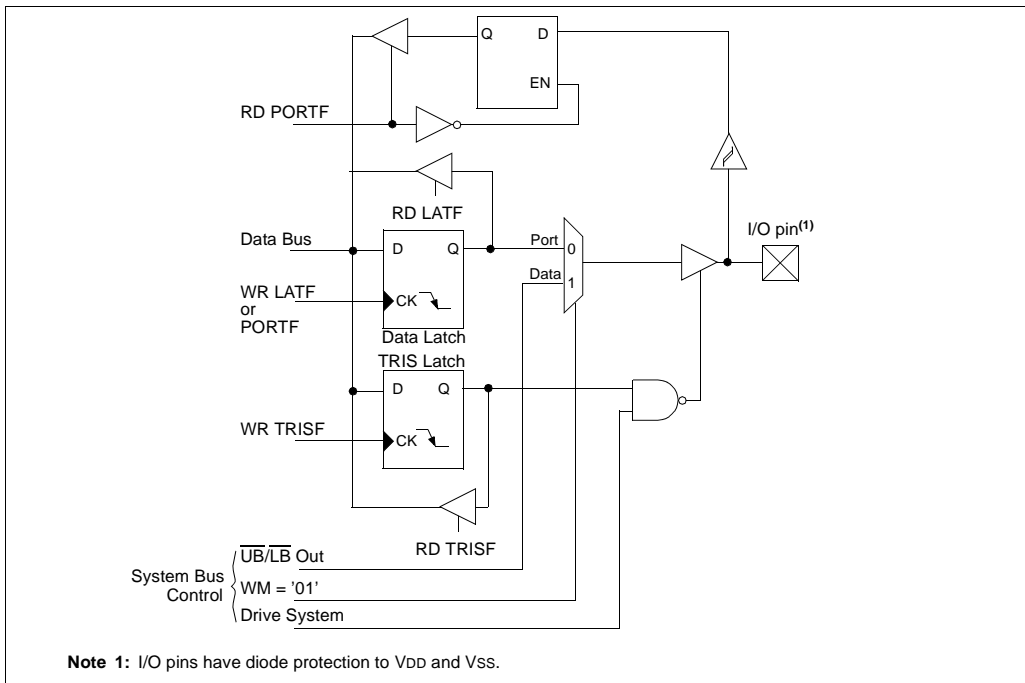 Q D
EN
RD PORTF
RD LATF
I/O pin(1)
Data Bus
D Q
Port 0
Data 1
WR LATF
or
PORTF
CK
Data Latch
TRIS Latch
D Q
WR TRISF
CK
RD TRISF
UB/LB Out
System Bus
Control
WM = '01'
Drive System
Note 1: I/O pins have diode protection to VDD and VSS.